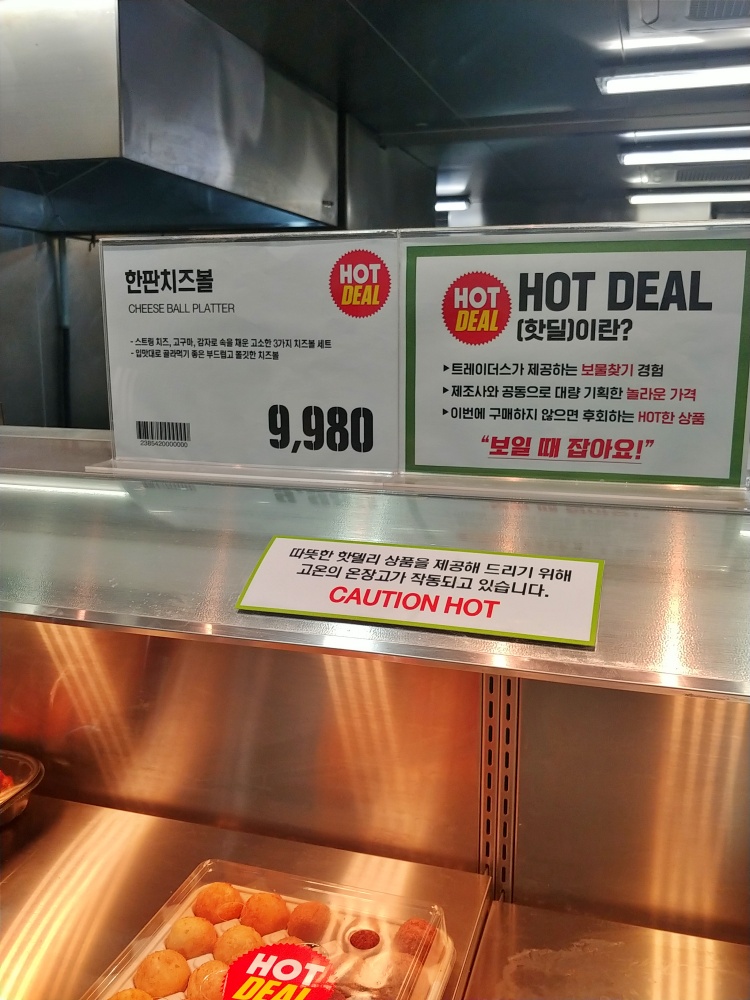 한판치즈볼
CHEESE BALL PLATTER
HOT
DEAL
- 스트링 치즈, 고구마, 감자로 속을 채운 고소한 3가지 치즈볼 세트
- 입맛대로 골라먹기 좋은 부드럽고 쫄깃한 치즈볼
2385420000000
9,980
HOT
DEAL
HOT DEAL
(핫딜)이란?
▶트레이더스가 제공하는 보물찾기 경험
▶제조사와 공동으로 대량 기획한 놀라운 가격
▶이번에 구매하지 않으면 후회하는 HOT한 상품
“보일 때 잡아요!”
따뜻한 핫델리 상품을 제공해 드리기 위해
고온의 온장고가 작동되고 있습니다.
CAUTION HOT
HOT
DEAL